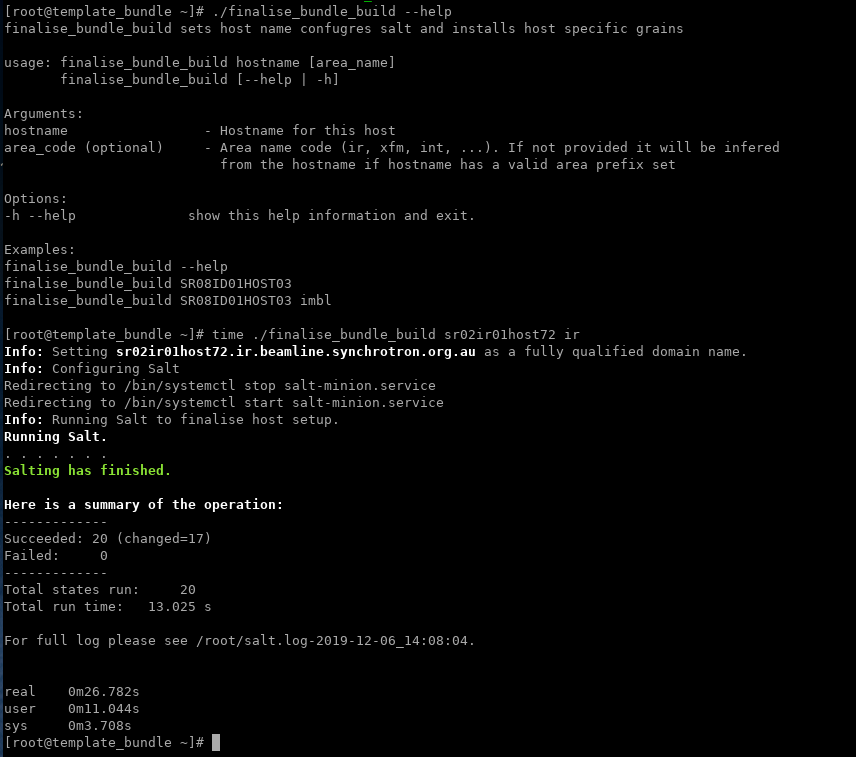 [root@template_bundle ~]# ./finalise_bundle_build --help
finalise_bundle_build sets host name confugres salt and installs host specific grains

usage: finalise_bundle_build hostname [area_name]
       finalise_bundle_build [--help | -h]

Arguments:
hostname                 - Hostname for this host
area_code (optional)     - Area name code (ir, xfm, int, ...). If not provided it will be infered
                           from the hostname if hostname has a valid area prefix set

Options:
-h --help              show this help information and exit.

Examples:
finalise_bundle_build --help
finalise_bundle_build SR08ID01HOST03
finalise_bundle_build SR08ID01HOST03 imbl

[root@template_bundle ~]# time ./finalise_bundle_build sr02ir01host72 ir
Info: Setting sr02ir01host72.ir.beamline.synchrotron.org.au as a fully qualified domain name.
Info: Configuring Salt
Redirecting to /bin/systemctl stop salt-minion.service
Redirecting to /bin/systemctl start salt-minion.service
Info: Running Salt to finalise host setup.
Running Salt.
. . . . . . .
Salting has finished.

Here is a summary of the operation:
-------------
Succeeded: 20 (changed=17)
Failed:     0
-------------
Total states run:     20
Total run time:   13.025 s

For full log please see /root/salt.log-2019-12-06_14:08:04.


real    0m26.782s
user    0m11.044s
sys     0m3.708s
[root@template_bundle ~]#